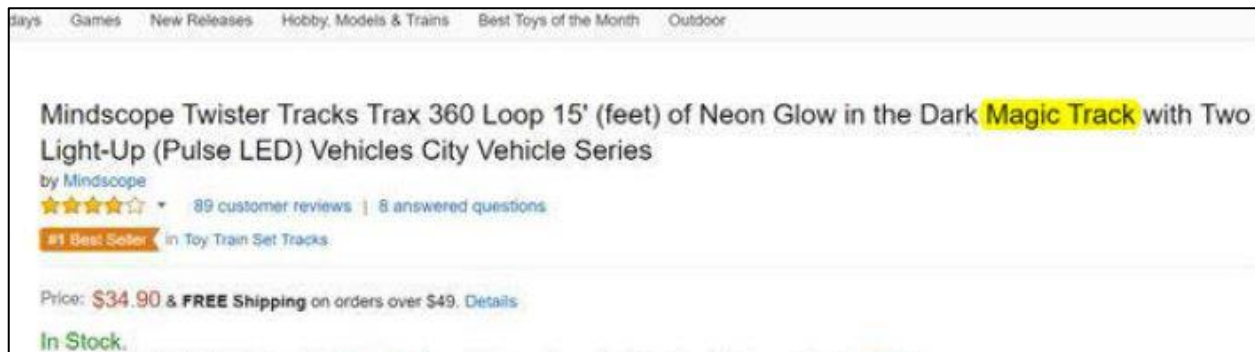 days Games New Releases Hobby, Models & Trains Best Toys of the Month Outdoor
Mindscope Twister Tracks Trax 360 Loop 15' (feet) of Neon Glow in the Dark Magic Track with Two
Light-Up (Pulse LED) Vehicles City Vehicle Series
by Mindscope
89 customer reviews | 8 answered questions
#1 Best Seller in Toy Train Set Tracks
Price: $34.90 & FREE Shipping on orders over $49. Details
In Stock.